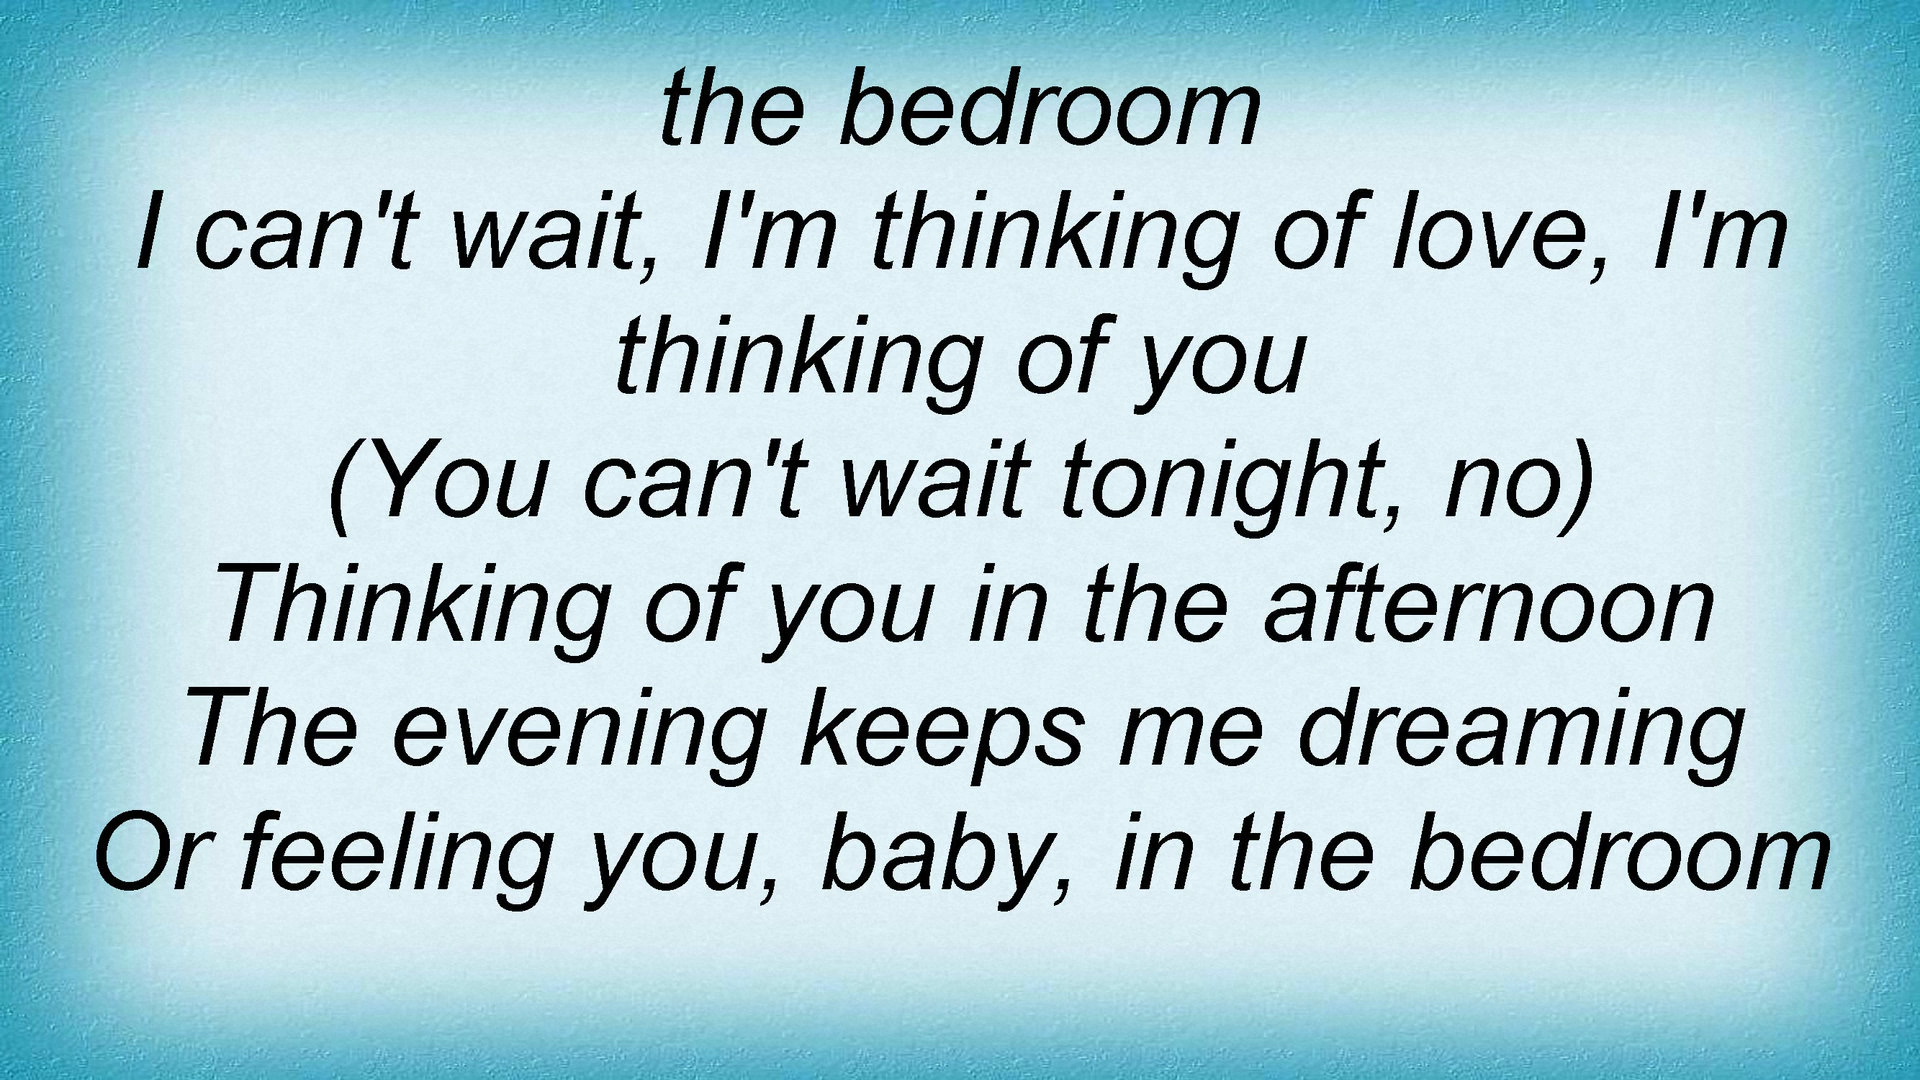 the bedroom
I can't wait, I'm thinking of love, I'm
thinking of you
(You can't wait tonight, no)
Thinking of you in the afternoon
The evening keeps me dreaming
Or feeling you, baby, in the bedroom